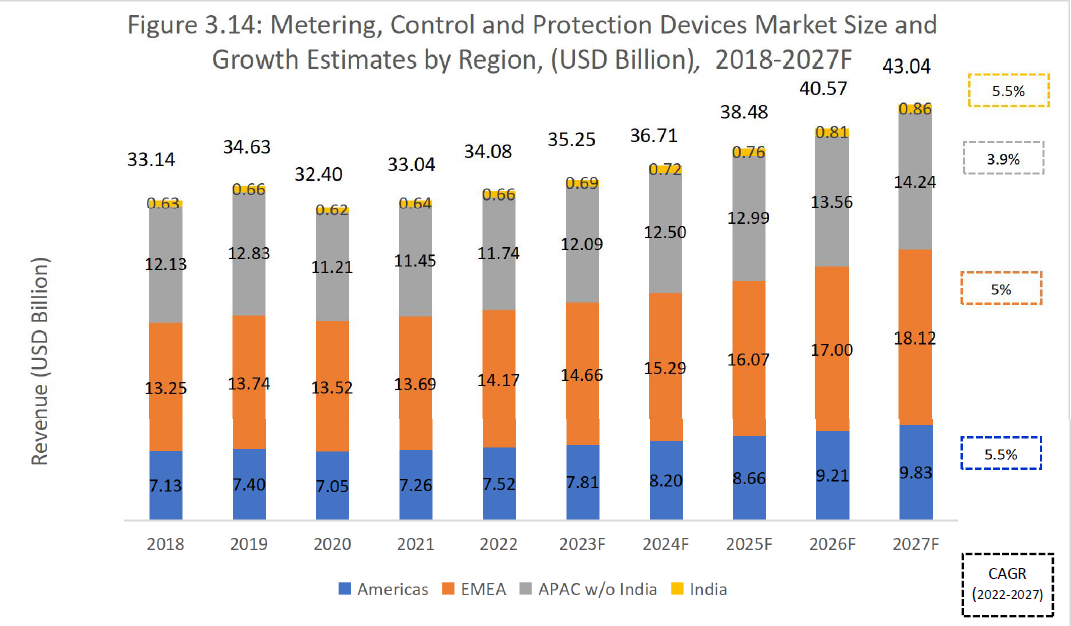 Figure 3.14: Metering, Control and Protection Devices Market Size and
Growth Estimates by Region, (USD Billion), 2018-2027F
33.14 34.63 32.40 33.04 34.08 35.25 36.71 38.48 40.57 43.04
0.63 0.66 0.62 0.64 0.66 0.69 0.72 0.76 0.81 0.86
5.5%
12.13 12.83 11.21 11.45 11.74 12.09 12.50 12.99 13.56 14.24
3.9%
13.25 13.74 13.52 13.69 14.17 14.66 15.29 16.07 17.00 18.12
5%
7.13 7.40 7.05 7.26 7.52 7.81 8.20 8.66 9.21 9.83
5.5%
Revenue (USD Billion)
2018 2019 2020 2021 2022 2023F 2024F 2025F 2026F 2027F
Americas EMEA APAC w/o India India
CAGR
(2022-2027)